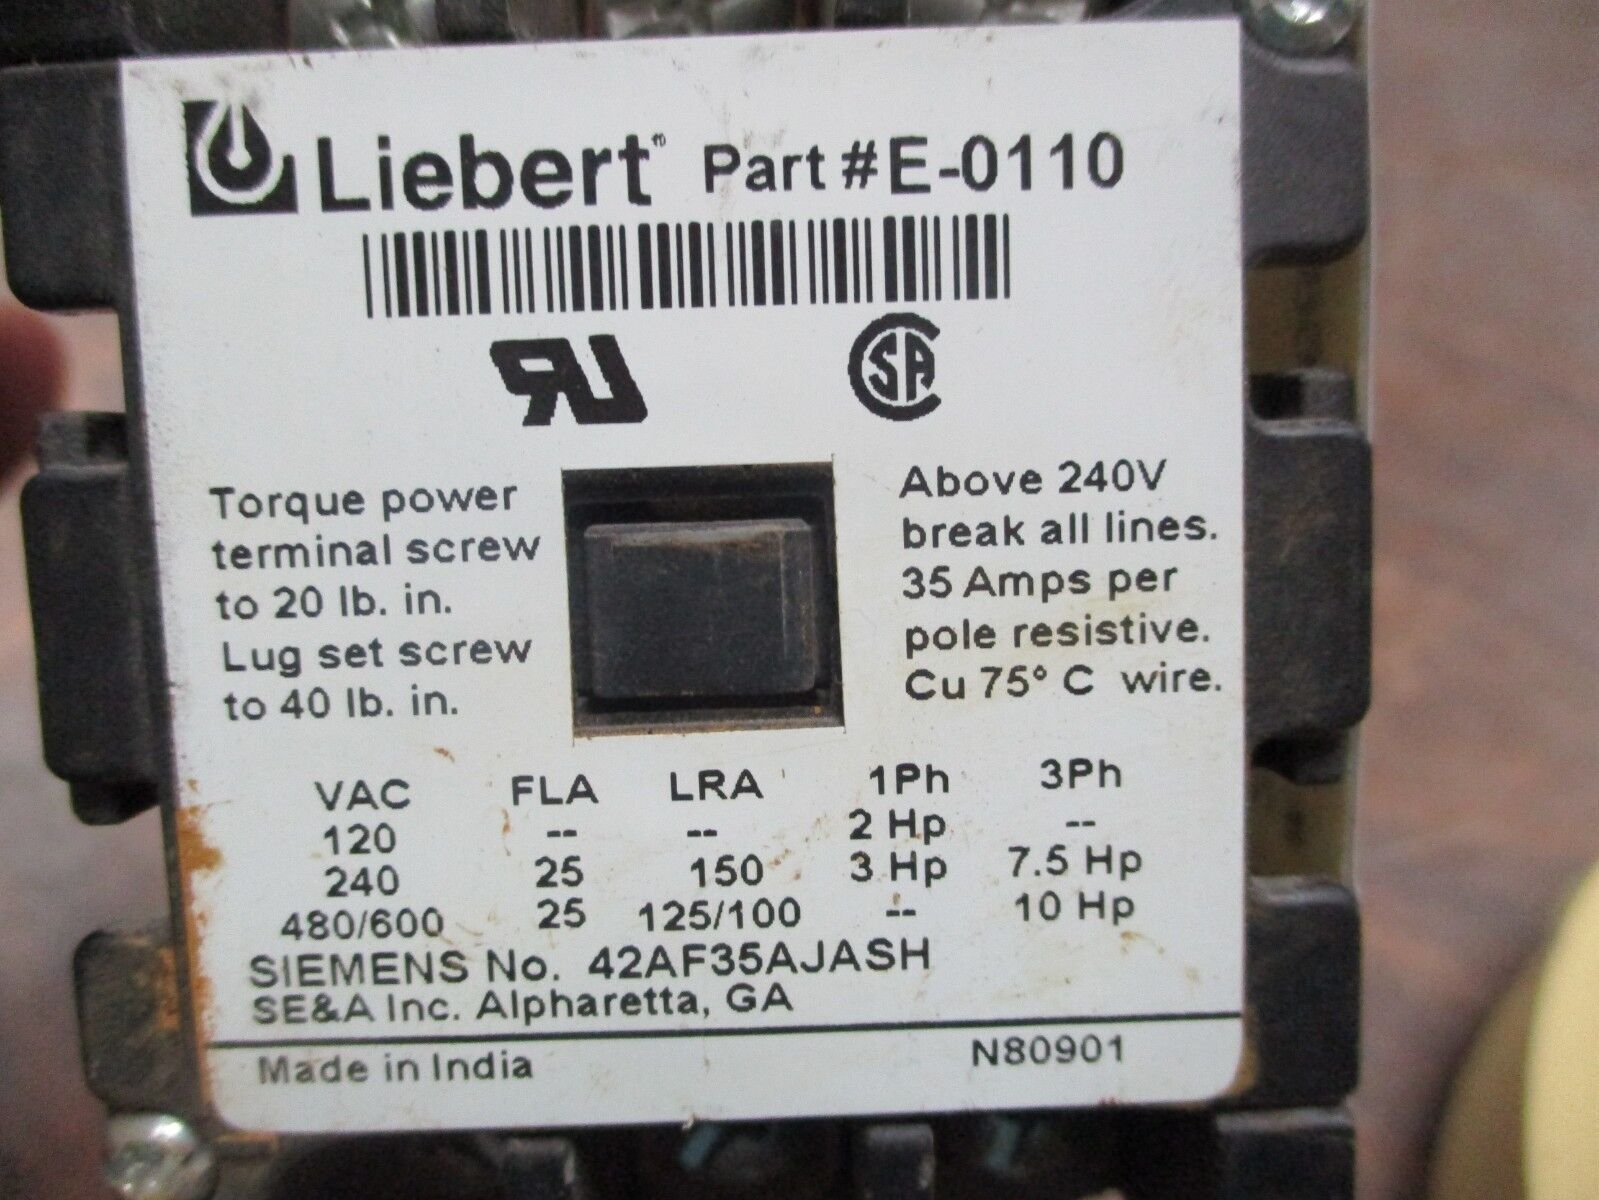 Liebert® Part #E-0110
Torque power
terminal screw
to 20 lb. in.
Lug set screw
to 40 lb. in.
Above 240V
break all lines.
35 Amps per
pole resistive.
Cu 75° C wire.
VAC FLA LRA 1Ph 3Ph
120 -- -- 2 Hp --
240 25 150 3 Hp 7.5 Hp
480/600 25 125/100 -- 10 Hp
SIEMENS No. 42AF35AJASH
SE&A Inc. Alpharetta, GA
Made in India N80901